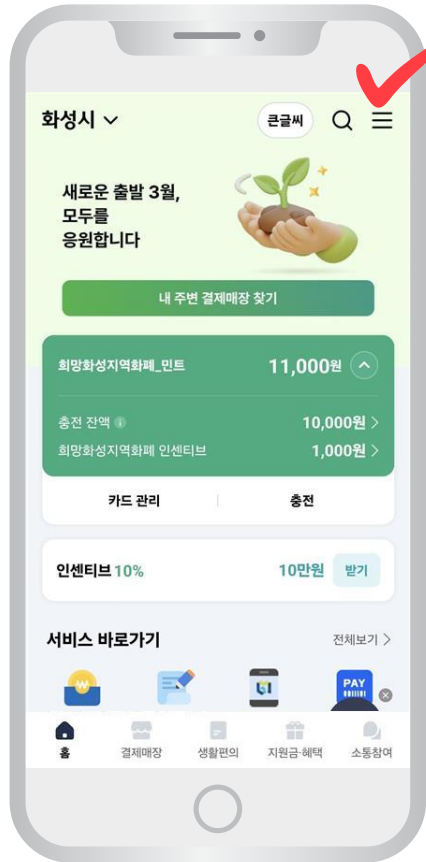 화성시
큰글씨
새로운 출발 3월,
모두를
응원합니다
내 주변 결제매장 찾기
희망화성지역화폐_민트 11,000원
충전 잔액 10,000원 >
희망화성지역화폐 인센티브 1,000원 >
카드 관리 충전
인센티브 10% 10만원 받기
서비스 바로가기 전체보기 >
PAY
홈 결제매장 생활편의 지원금·혜택 소통참여